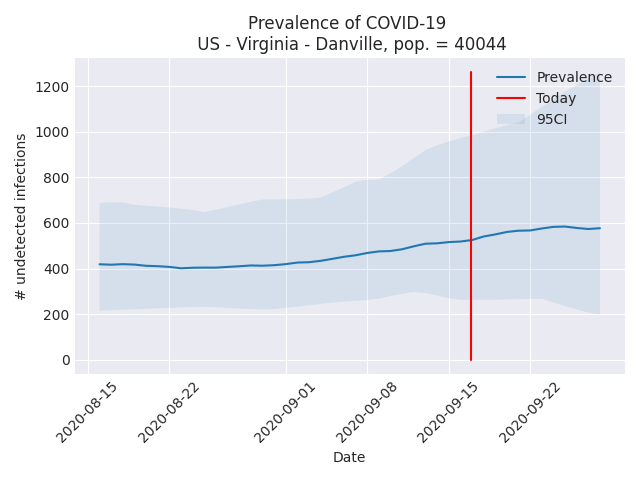 Prevalence of COVID-19
US - Virginia - Danville, pop. = 40044
Prevalence
Today
95CI
# undetected infections
1200
1000
800
600
400
200
0
2020-08-15
2020-08-22
2020-09-01
2020-09-08
2020-09-15
2020-09-22
Date